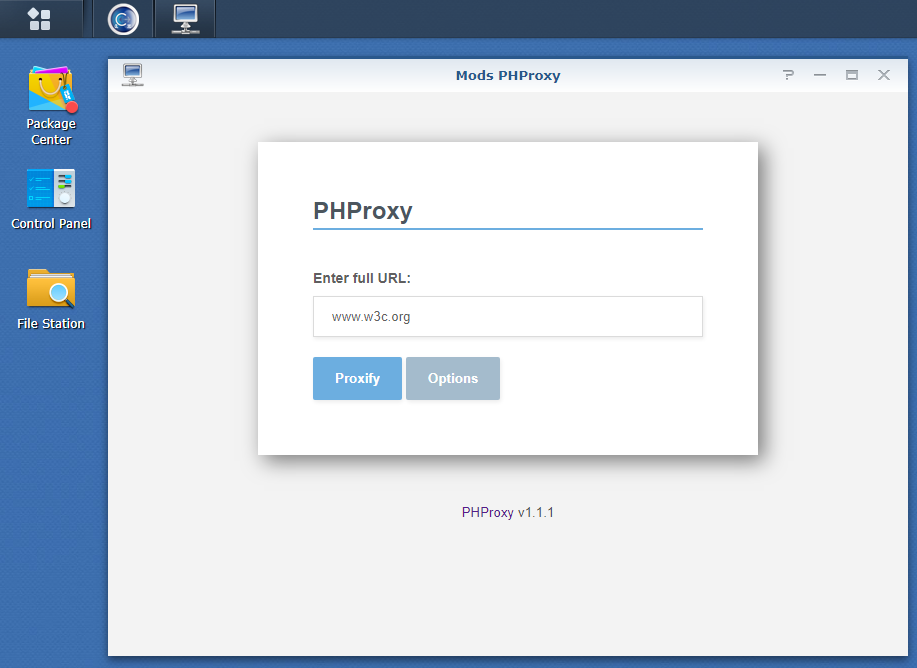 Mods PHProxy
Package
Center
Control Panel
File Station
PHProxy
Enter full URL:
www.w3c.org
Proxify
Options
PHProxy v1.1.1